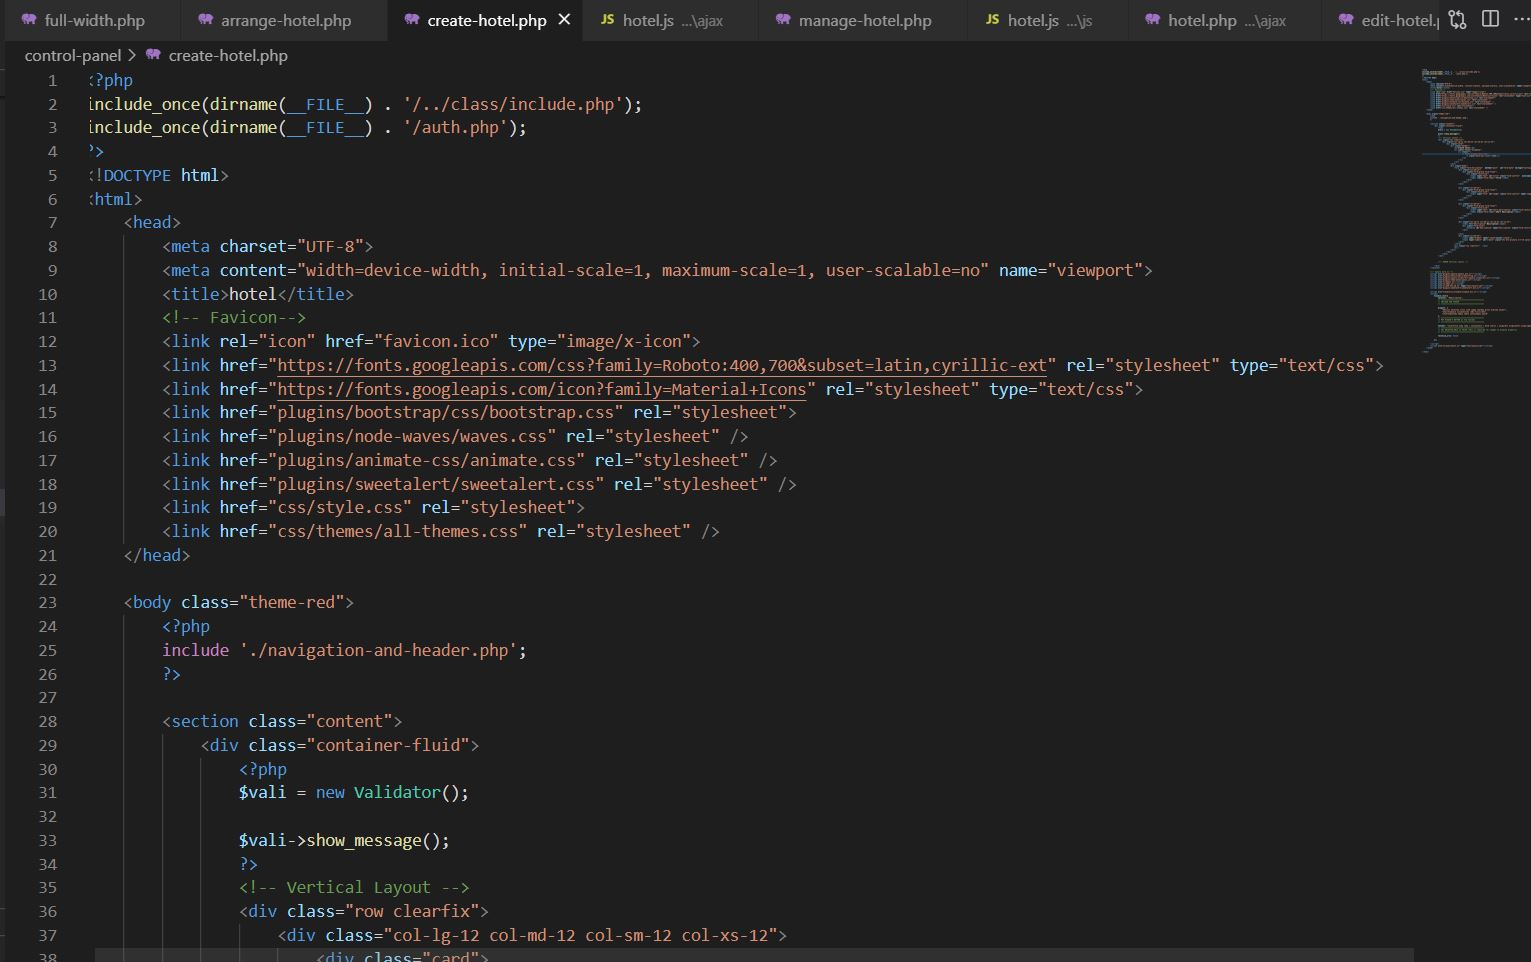 full-width.php arrange-hotel.php create-hotel.php × JS hotel.js ...\ajax manage-hotel.php JS hotel.js ...\js hotel.php ...\ajax edit-hotel.p
control-panel > create-hotel.php
1 <?php
2 include_once(dirname(__FILE__) . '/../class/include.php');
3 include_once(dirname(__FILE__) . '/auth.php');
4 ?>
5 <!DOCTYPE html>
6 <html>
7 <head>
8 <meta charset="UTF-8">
9 <meta content="width=device-width, initial-scale=1, maximum-scale=1, user-scalable=no" name="viewport">
10 <title>hotel</title>
11 <!-- Favicon-->
12 <link rel="icon" href="favicon.ico" type="image/x-icon">
13 <link href="https://fonts.googleapis.com/css?family=Roboto:400,700&subset=latin,cyrillic-ext" rel="stylesheet" type="text/css">
14 <link href="https://fonts.googleapis.com/icon?family=Material+Icons" rel="stylesheet" type="text/css">
15 <link href="plugins/bootstrap/css/bootstrap.css" rel="stylesheet">
16 <link href="plugins/node-waves/waves.css" rel="stylesheet" />
17 <link href="plugins/animate-css/animate.css" rel="stylesheet" />
18 <link href="plugins/sweetalert/sweetalert.css" rel="stylesheet" />
19 <link href="css/style.css" rel="stylesheet">
20 <link href="css/themes/all-themes.css" rel="stylesheet" />
21 </head>
22
23 <body class="theme-red">
24 <?php
25 include './navigation-and-header.php';
26 ?>
27
28 <section class="content">
29 <div class="container-fluid">
30 <?php
31 $vali = new Validator();
32
33 $vali->show_message();
34 ?>
35 <!-- Vertical Layout -->
36 <div class="row clearfix">
37 <div class="col-lg-12 col-md-12 col-sm-12 col-xs-12">
38 <div class="card">